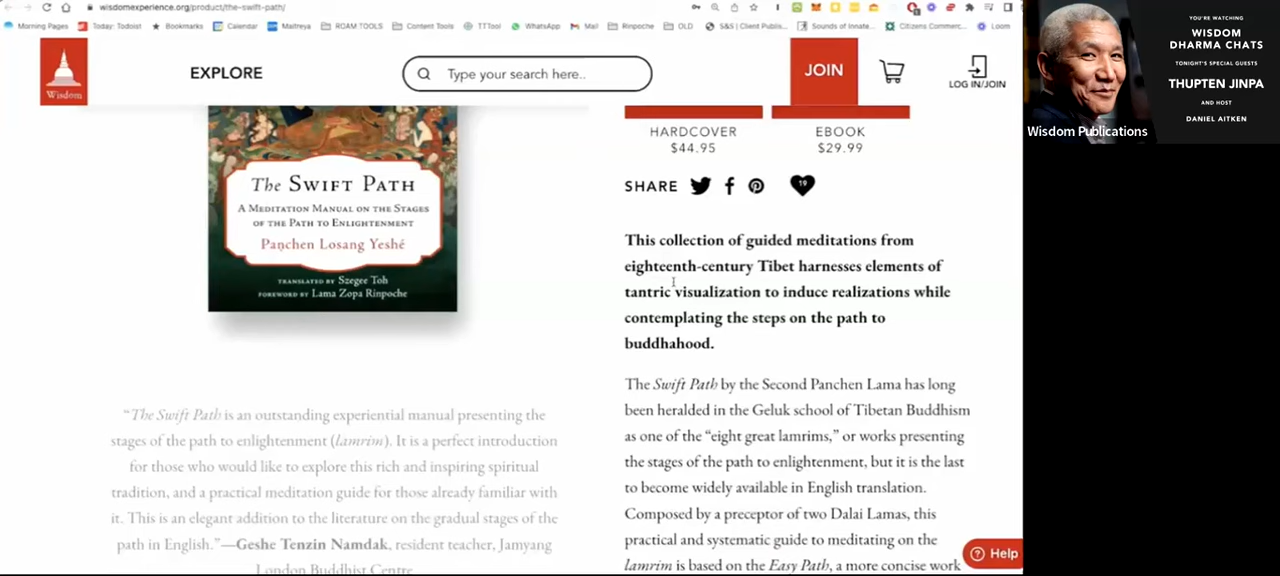 wisdomexperience.org/product/the-swift-path/
Morning Pages
Today: Todoist
Bookmarks
Calendar
Maitreya
ROAM TOOLS
Content Tools
TTTool
WhatsApp
Mail
Rinpoche
OLD
S&S | Client Publis...
Sounds of Innate...
Citizens Commerc...
Loom
Wisdom
EXPLORE
Type your search here..
JOIN
LOG IN/JOIN
The SWIFT PATH
A MEDITATION MANUAL ON THE STAGES
OF THE PATH TO ENLIGHTENMENT
Paṇchen Losang Yeshé
TRANSLATED BY Szegee Toh
FOREWORD BY Lama Zopa Rinpoche
“The Swift Path is an outstanding experiential manual presenting the
stages of the path to enlightenment (lamrim). It is a perfect introduction
for those who would like to explore this rich and inspiring spiritual
tradition, and a practical meditation guide for those already familiar with
it. This is an elegant addition to the literature on the gradual stages of the
path in English.”—Geshe Tenzin Namdak, resident teacher, Jamyang
London Buddhist Centre
HARDCOVER
$44.95
EBOOK
$29.99
SHARE
19
This collection of guided meditations from
eighteenth-century Tibet harnesses elements of
tantric visualization to induce realizations while
contemplating the steps on the path to
buddhahood.
The Swift Path by the Second Panchen Lama has long
been heralded in the Geluk school of Tibetan Buddhism
as one of the “eight great lamrims,” or works presenting
the stages of the path to enlightenment, but it is the last
to become widely available in English translation.
Composed by a preceptor of two Dalai Lamas, this
practical and systematic guide to meditating on the
lamrim is based on the Easy Path, a more concise work
Help
YOU'RE WATCHING
WISDOM
DHARMA CHATS
TONIGHT'S SPECIAL GUESTS
THUPTEN JINPA
AND HOST
DANIEL AITKEN
Wisdom Publications